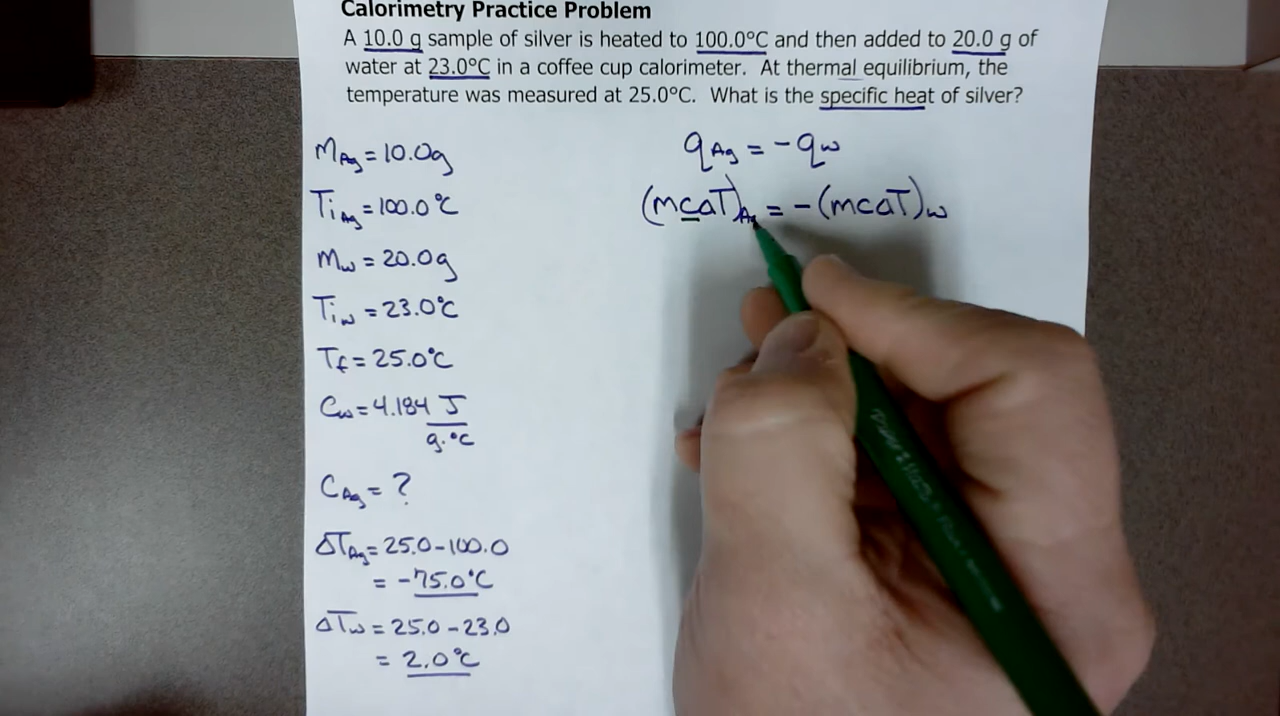 Calorimetry Practice Problem
A 10.0 g sample of silver is heated to 100.0°C and then added to 20.0 g of
water at 23.0°C in a coffee cup calorimeter. At thermal equilibrium, the
temperature was measured at 25.0°C. What is the specific heat of silver?
mAg = 10.0g
TiAg = 100.0°C
mw = 20.0g
Tiw = 23.0°C
Tf = 25.0°C
Cw = 4.184 J
g·°C
CAg = ?
ΔTAg = 25.0-100.0
= -75.0°C
ΔTw = 25.0-23.0
= 2.0°C
qAg = -qw
(mcΔT)Ag = -(mcΔT)w